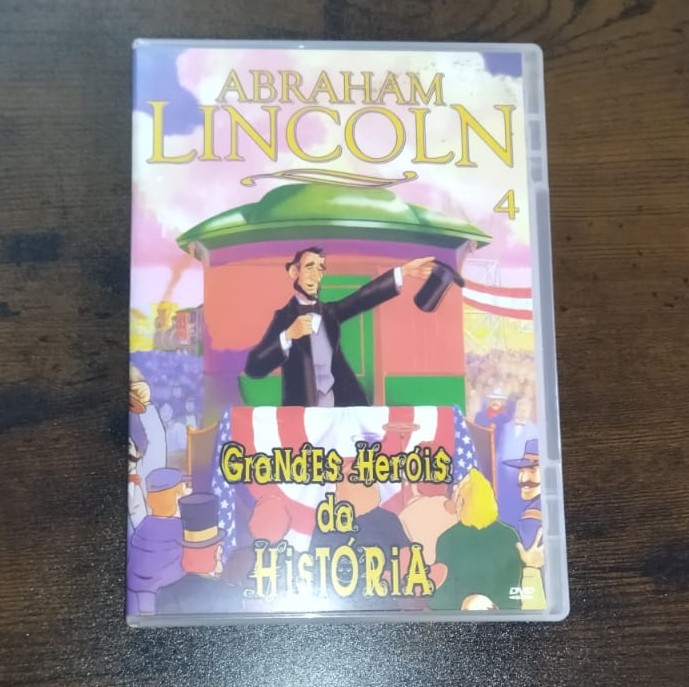 ABRAHAM
LINCOLN
4
GRaNdEs Heróis
da
HiSTÓRiA
DVD